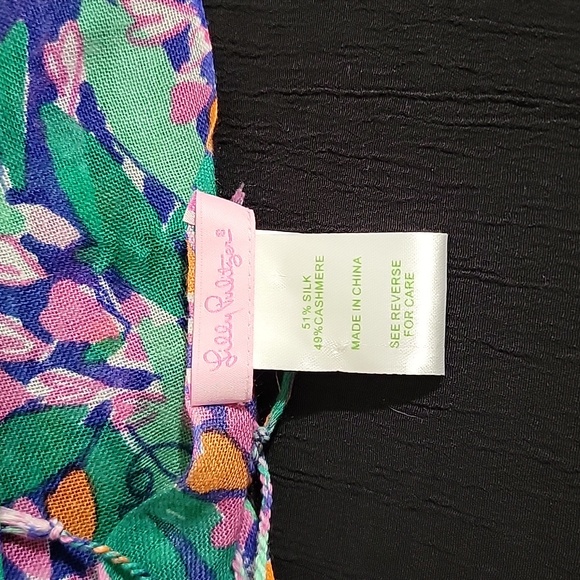 Lilly Pulitzer®
51% SILK
49%CASHMERE
MADE IN CHINA
SEE REVERSE
FOR CARE